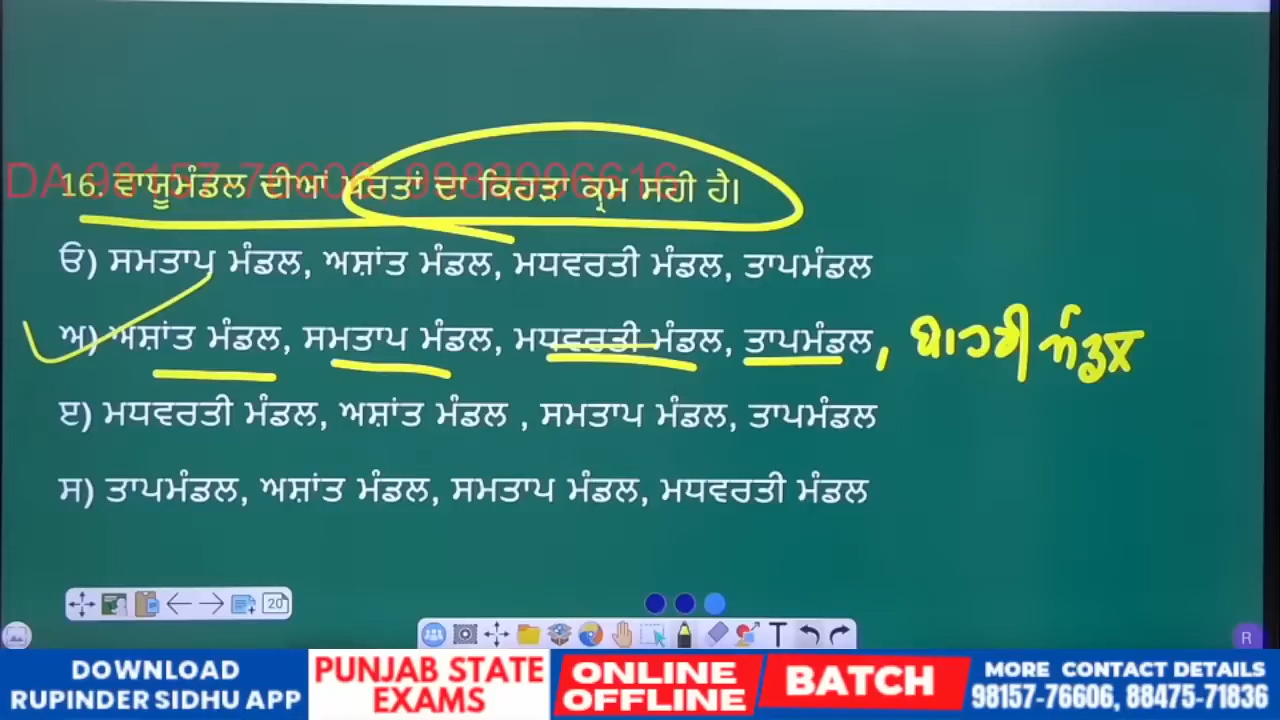 16. ਵਾਯੂਮੰਡਲ ਦੀਆਂ ਪਰਤਾਂ ਦਾ ਕਿਹੜਾ ਕ੍ਰਮ ਸਹੀ ਹੈ।
ੳ) ਸਮਤਾਪ ਮੰਡਲ, ਅਸ਼ਾਂਤ ਮੰਡਲ, ਮਧਵਰਤੀ ਮੰਡਲ, ਤਾਪਮੰਡਲ
ਅ) ਅਸ਼ਾਂਤ ਮੰਡਲ, ਸਮਤਾਪ ਮੰਡਲ, ਮਧਵਰਤੀ ਮੰਡਲ, ਤਾਪਮੰਡਲ, ਬਾਹਰੀ ਮੰਡਲ
ੲ) ਮਧਵਰਤੀ ਮੰਡਲ, ਅਸ਼ਾਂਤ ਮੰਡਲ , ਸਮਤਾਪ ਮੰਡਲ, ਤਾਪਮੰਡਲ
ਸ) ਤਾਪਮੰਡਲ, ਅਸ਼ਾਂਤ ਮੰਡਲ, ਸਮਤਾਪ ਮੰਡਲ, ਮਧਵਰਤੀ ਮੰਡਲ
20
R
DOWNLOAD
RUPINDER SIDHU APP
PUNJAB STATE
EXAMS
ONLINE
OFFLINE
BATCH
MORE CONTACT DETAILS
98157-76606, 88475-71836